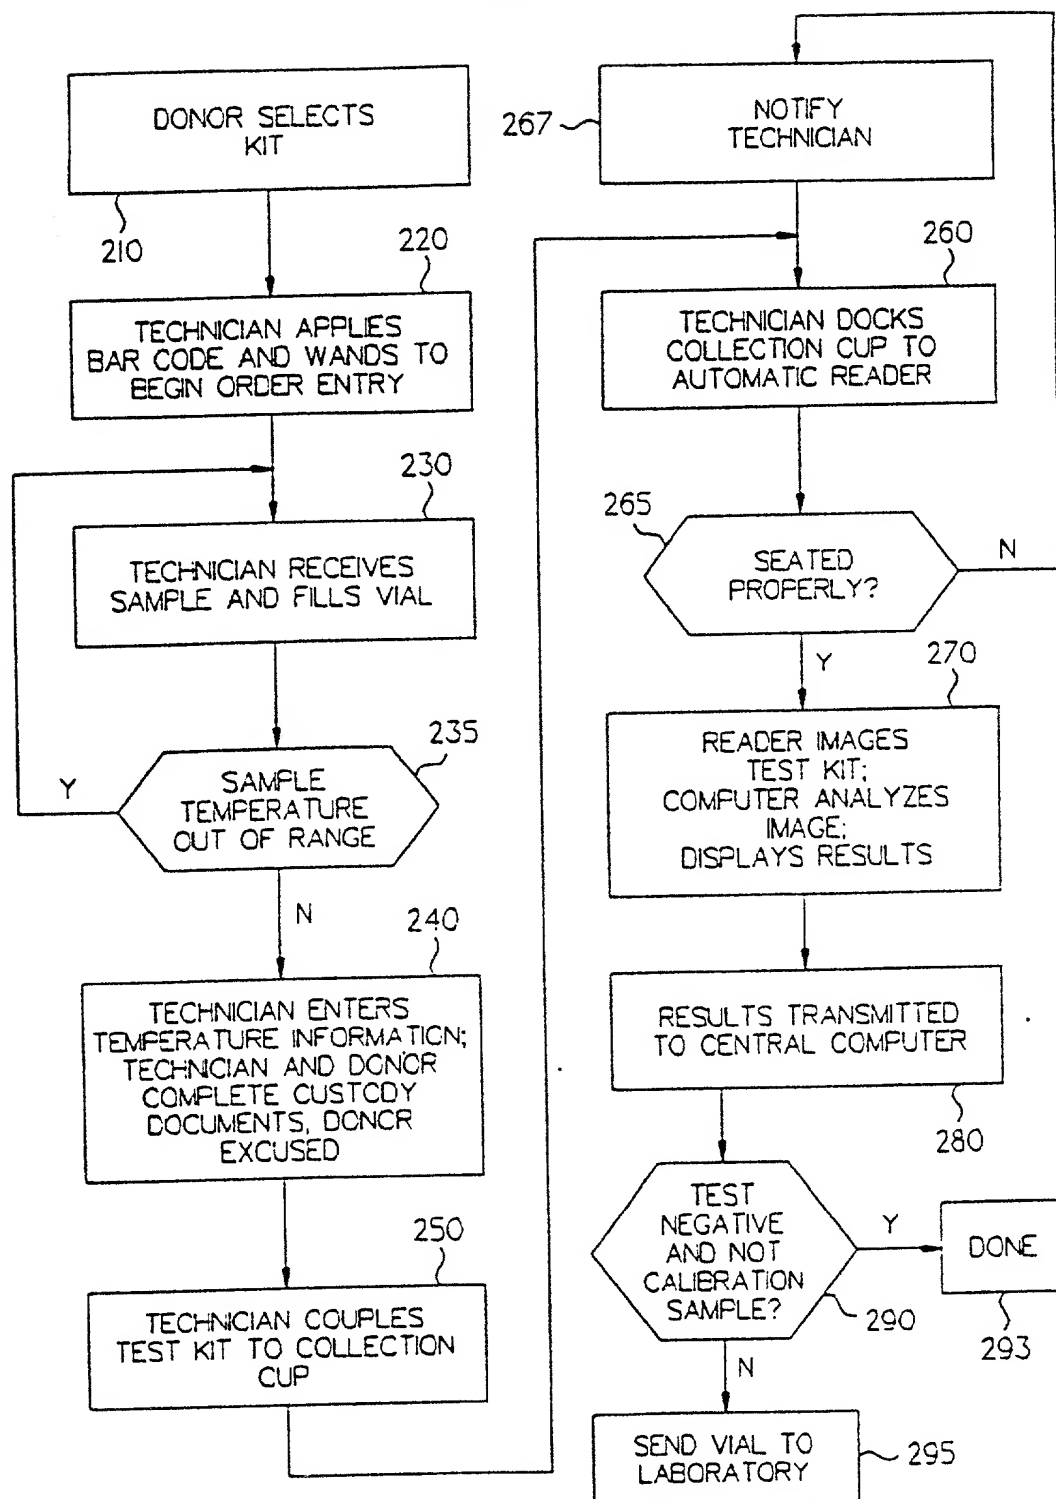 DONOR SELECTS
KIT
210
220
TECHNICIAN APPLIES
BAR CODE AND WANDS TO
BEGIN ORDER ENTRY
230
TECHNICIAN RECEIVES
SAMPLE AND FILLS VIAL
235
Y
SAMPLE
TEMPERATURE
OUT OF RANGE
N
240
TECHNICIAN ENTERS
TEMPERATURE INFORMATION;
TECHNICIAN AND DONOR
COMPLETE CUSTODY
DOCUMENTS, DONOR
EXCUSED
250
TECHNICIAN COUPLES
TEST KIT TO COLLECTION
CUP
267
NOTIFY
TECHNICIAN
260
TECHNICIAN DOCKS
COLLECTION CUP TO
AUTOMATIC READER
265
SEATED
PROPERLY?
N
Y
270
READER IMAGES
TEST KIT;
COMPUTER ANALYZES
IMAGE;
DISPLAYS RESULTS
RESULTS TRANSMITTED
TO CENTRAL COMPUTER
280
TEST
NEGATIVE
AND NOT
CALIBRATION
SAMPLE?
Y
DONE
290
293
N
SEND VIAL TO
LABORATORY
295